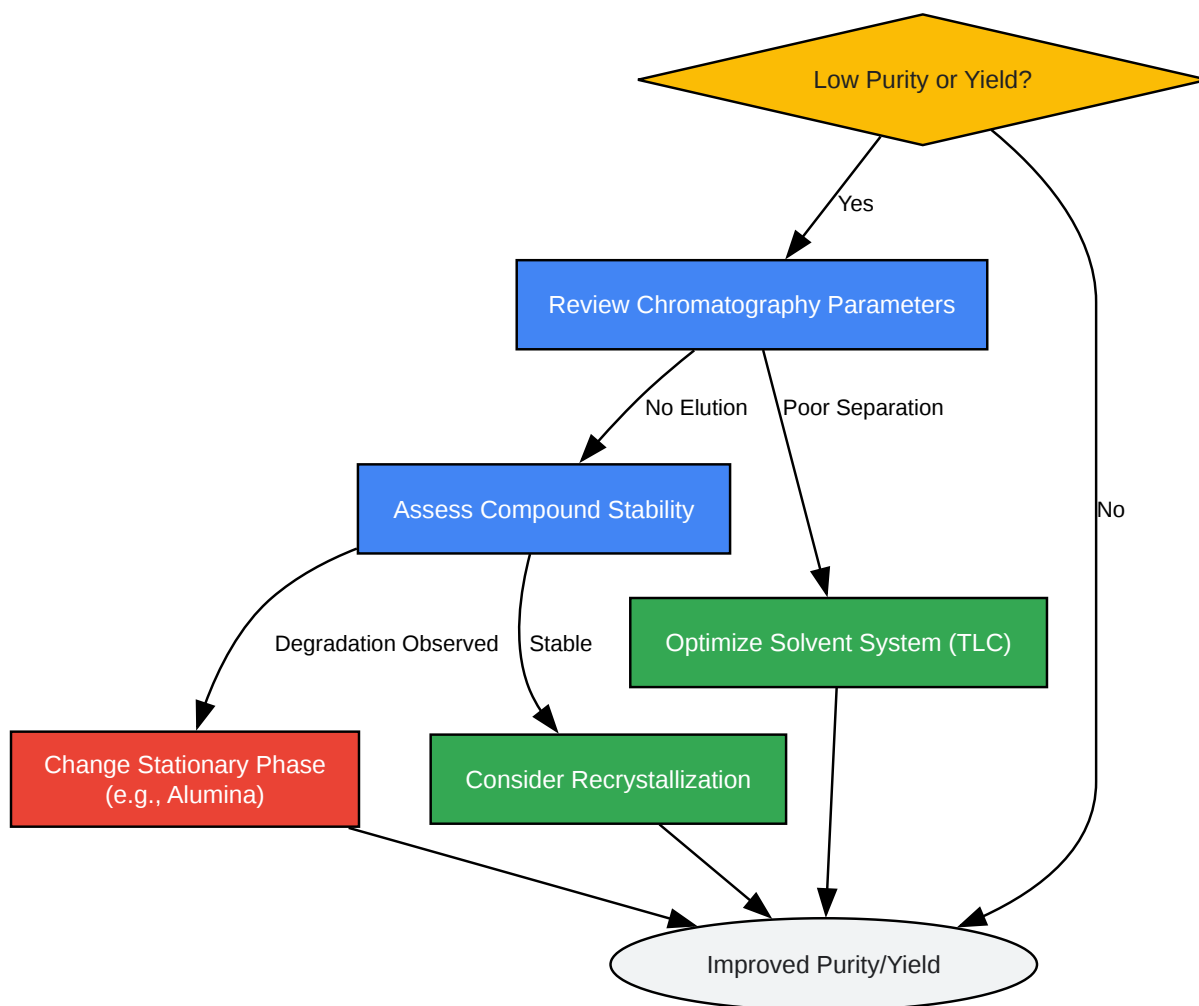 Low Purity or Yield?
Yes
Review Chromatography Parameters
No Elution
Poor Separation
Assess Compound Stability
No
Degradation Observed
Stable
Optimize Solvent System (TLC)
Change Stationary Phase
(e.g., Alumina)
Consider Recrystallization
Improved Purity/Yield